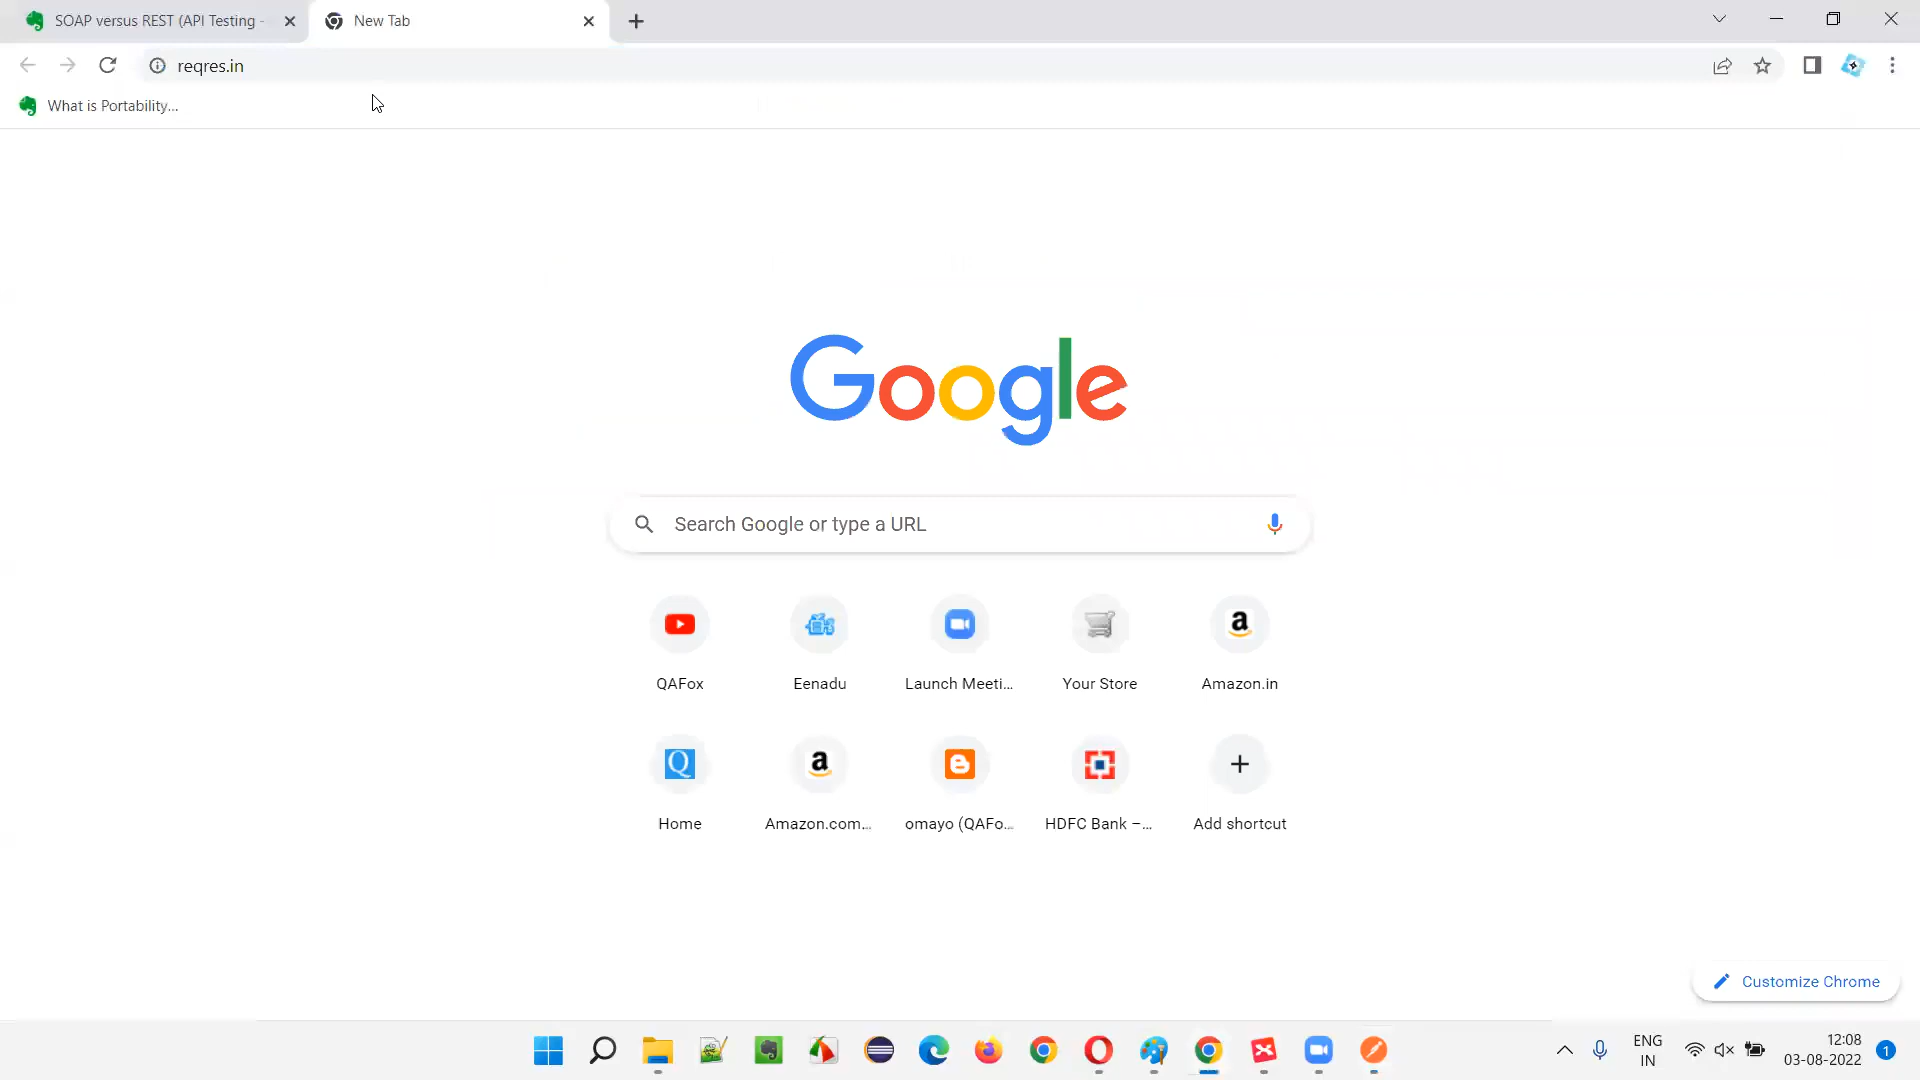 SOAP versus REST (API Testing -
New Tab
reqres.in
What is Portability...
Google
Search Google or type a URL
QAFox
Eenadu
Launch Meeti...
Your Store
Amazon.in
Home
Amazon.com...
omayo (QAFo...
HDFC Bank –...
Add shortcut
Customize Chrome
ENG
IN
12:08
03-08-2022
1